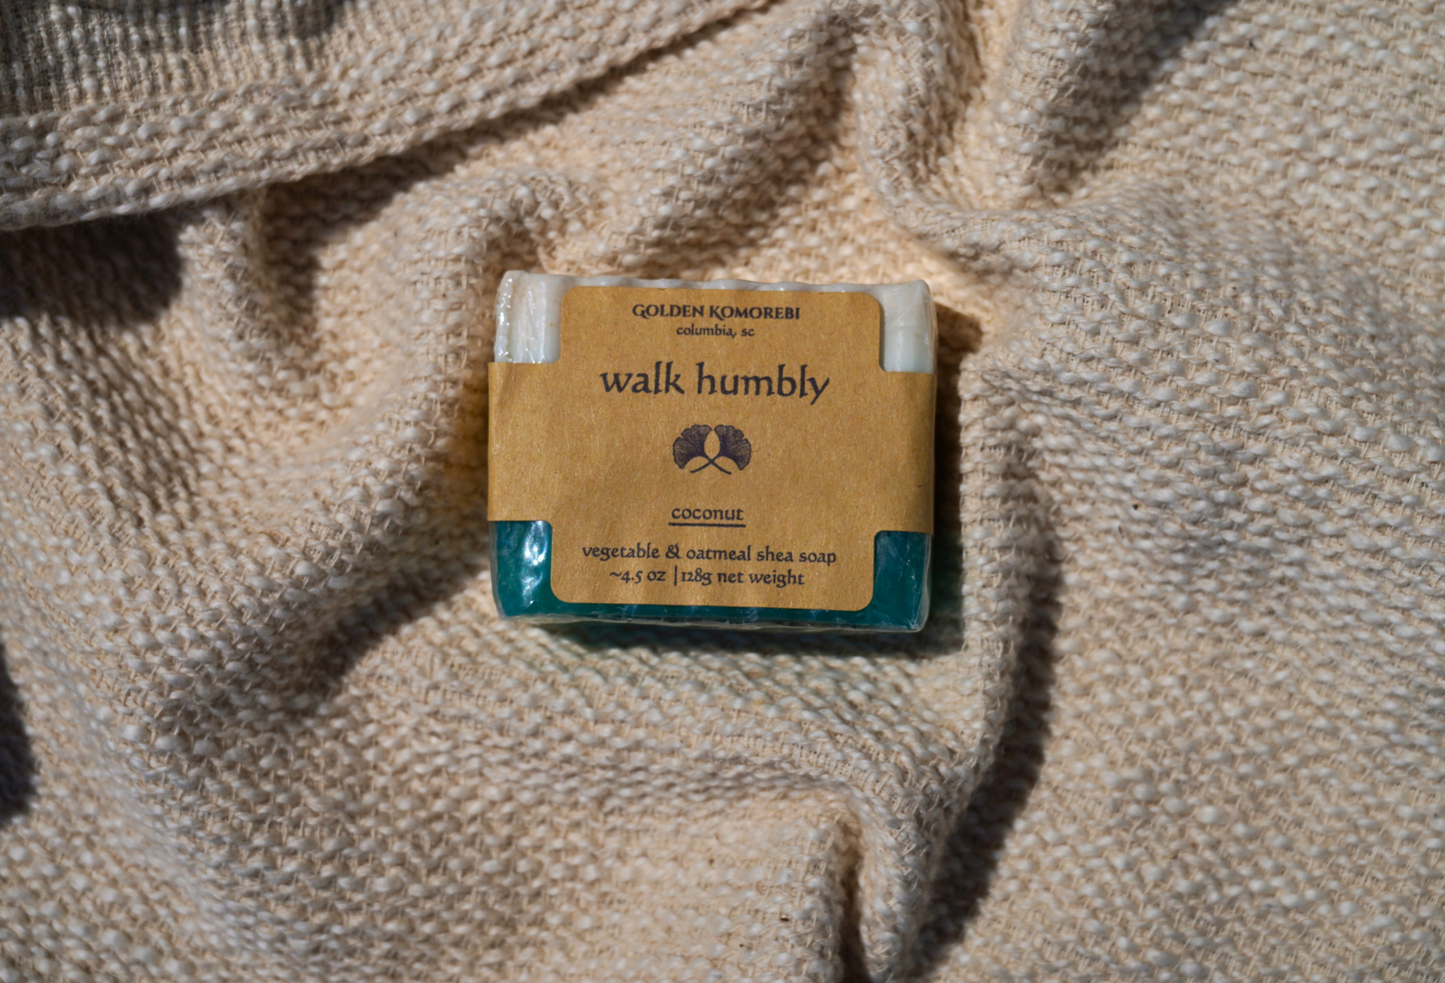 GOLDEN KOMOREBI
columbia, sc
walk humbly
coconut
vegetable & oatmeal shea soap
~4.5 oz | 128g net weight